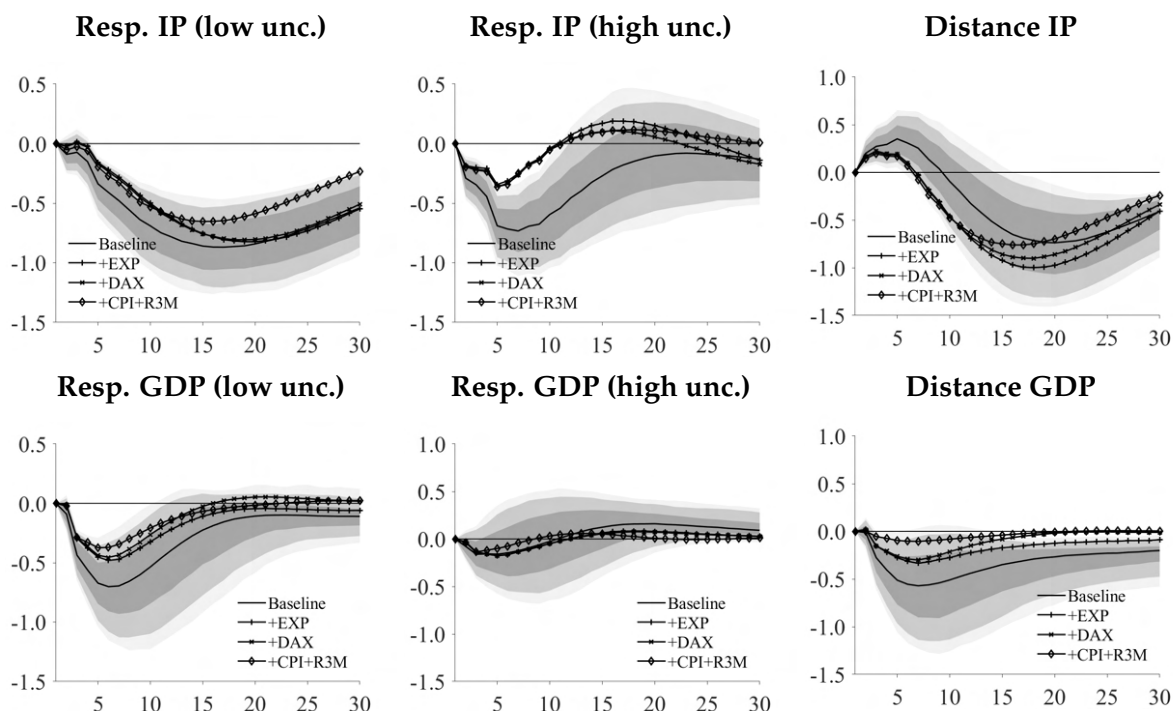 Resp. IP (low unc.) Resp. IP (high unc.) Distance IP
0.5 0.5 1.0
0.0 0.0 0.5
-0.5 -0.5 0.0
-1.0 -1.0 -0.5
-1.5 -1.5 -1.0
-1.5
Baseline Baseline Baseline
+EXP +EXP +EXP
+DAX +DAX +DAX
+CPI+R3M +CPI+R3M +CPI+R3M
5 10 15 20 25 30 5 10 15 20 25 30 5 10 15 20 25 30
Resp. GDP (low unc.) Resp. GDP (high unc.) Distance GDP
0.5 1.0 1.0
0.0 0.5 0.5
-0.5 0.0 0.0
-1.0 -0.5 -0.5
-1.5 -1.0 -1.0
-1.5 -1.5
Baseline Baseline Baseline
+EXP +EXP +EXP
+DAX +DAX +DAX
+CPI+R3M +CPI+R3M +CPI+R3M
5 10 15 20 25 30 5 10 15 20 25 30 5 10 15 20 25 30